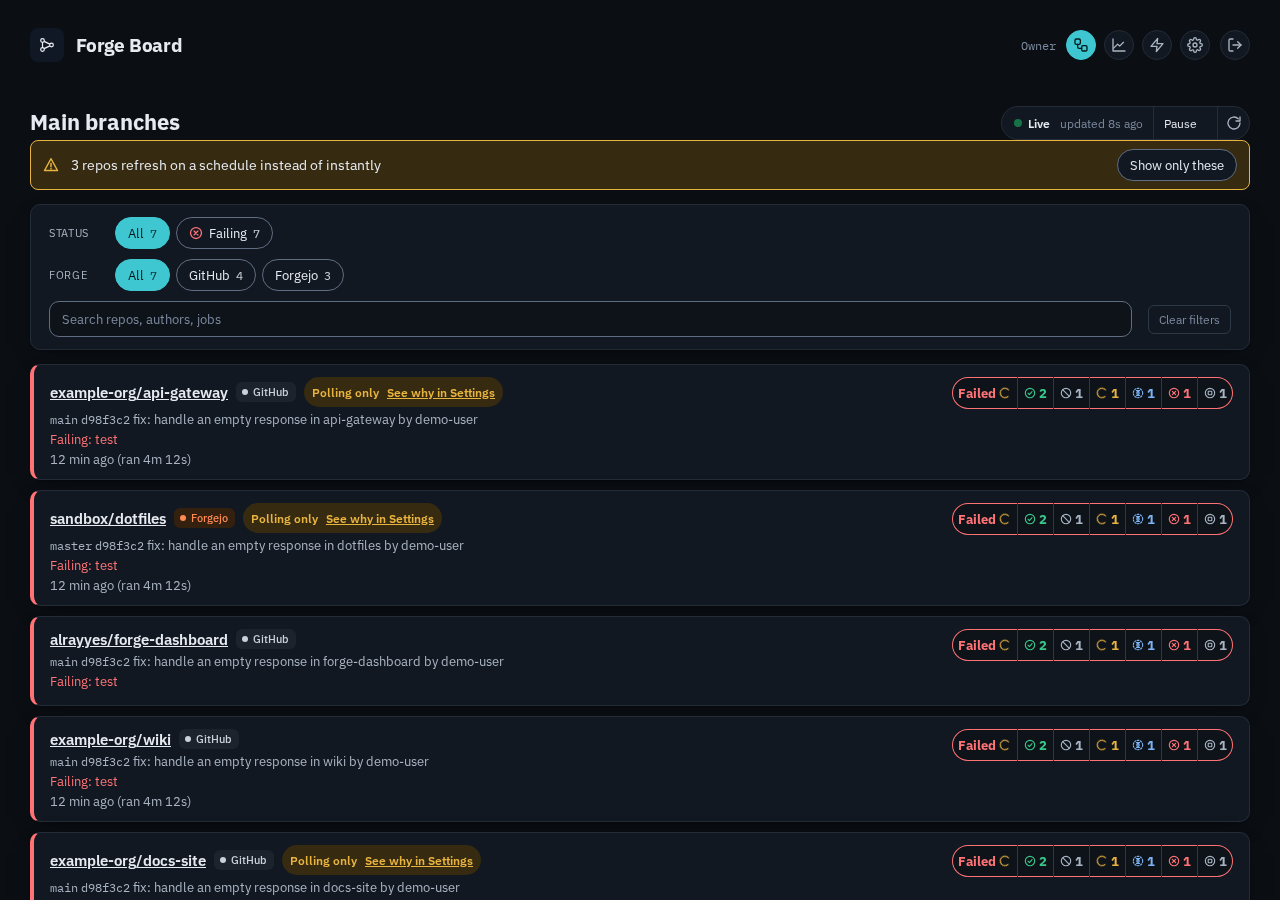 Forge Board
Owner
Main branches
Live updated 8s ago Pause
3 repos refresh on a schedule instead of instantly
Show only these
STATUS All 7 Failing 7
FORGE All 7 GitHub 4 Forgejo 3
Search repos, authors, jobs
Clear filters
example-org/api-gateway GitHub Polling only See why in Settings
Failed 2 1 1 1 1 1
main d98f3c2 fix: handle an empty response in api-gateway by demo-user
Failing: test
12 min ago (ran 4m 12s)
sandbox/dotfiles Forgejo Polling only See why in Settings
Failed 2 1 1 1 1 1
master d98f3c2 fix: handle an empty response in dotfiles by demo-user
Failing: test
12 min ago (ran 4m 12s)
alrayyes/forge-dashboard GitHub
Failed 2 1 1 1 1 1
main d98f3c2 fix: handle an empty response in forge-dashboard by demo-user
Failing: test
example-org/wiki GitHub
Failed 2 1 1 1 1 1
main d98f3c2 fix: handle an empty response in wiki by demo-user
Failing: test
12 min ago (ran 4m 12s)
example-org/docs-site GitHub Polling only See why in Settings
Failed 2 1 1 1 1 1
main d98f3c2 fix: handle an empty response in docs-site by demo-user